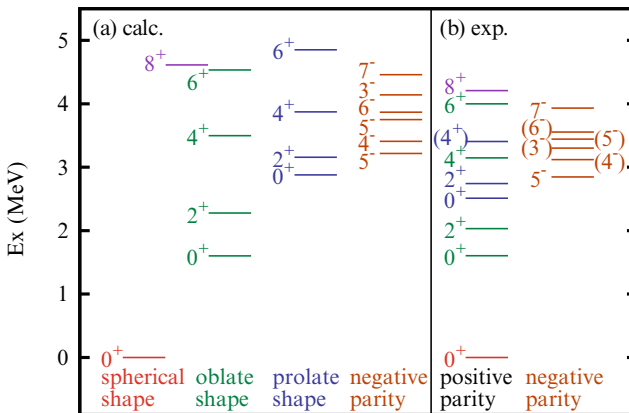 (a) calc.
(b) exp.
Ex (MeV)
5
4
3
2
1
0
8⁺
0⁺
spherical
shape
6⁺
4⁺
2⁺
0⁺
oblate
shape
6⁺
4⁺
2⁺
0⁺
prolate
shape
7⁻
3⁻
6⁻
5⁻
4⁻
5⁻
negative
parity
8⁺
6⁺
(4⁺)
4⁺
2⁺
0⁺
2⁺
0⁺
0⁺
positive
parity
7⁻
(6⁻)
(5⁻)
(3⁻)
(4⁻)
5⁻
negative
parity